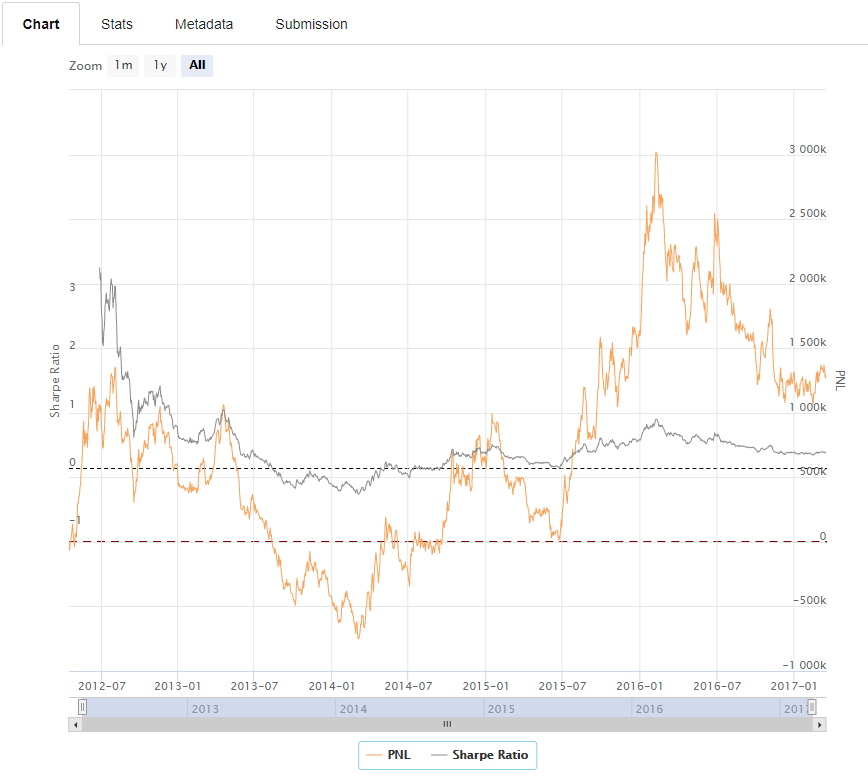 Chart Stats Metadata Submission
Zoom 1m 1y All
3 000k
2 500k
2 000k
3
1 500k
2
Sharpe Ratio
PNL
1
1 000k
0
500k
-1
0
-500k
-1 000k
2012-07 2013-01 2013-07 2014-01 2014-07 2015-01 2015-07 2016-01 2016-07 2017-01
2013 2014 2015 2016 2017
PNL Sharpe Ratio